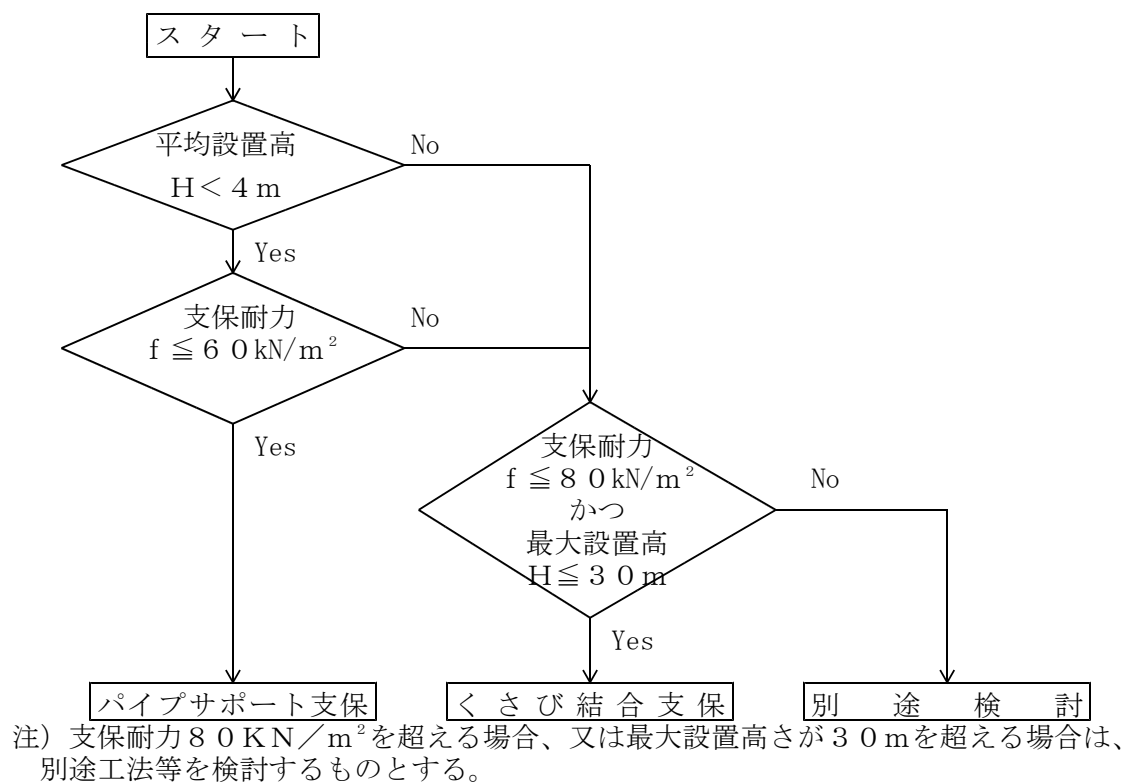 スタート
平均設置高
No
H＜4m
Yes
支保耐力
No
f≦60kN/m²
Yes
支保耐力
f≦80kN/m²
No
かつ
最大設置高
H≦30m
Yes
パイプサポート支保
くさび結合支保
別途検討
注）支保耐力80KN／m²を超える場合、又は最大設置高さが30mを超える場合は、
別途工法等を検討するものとする。